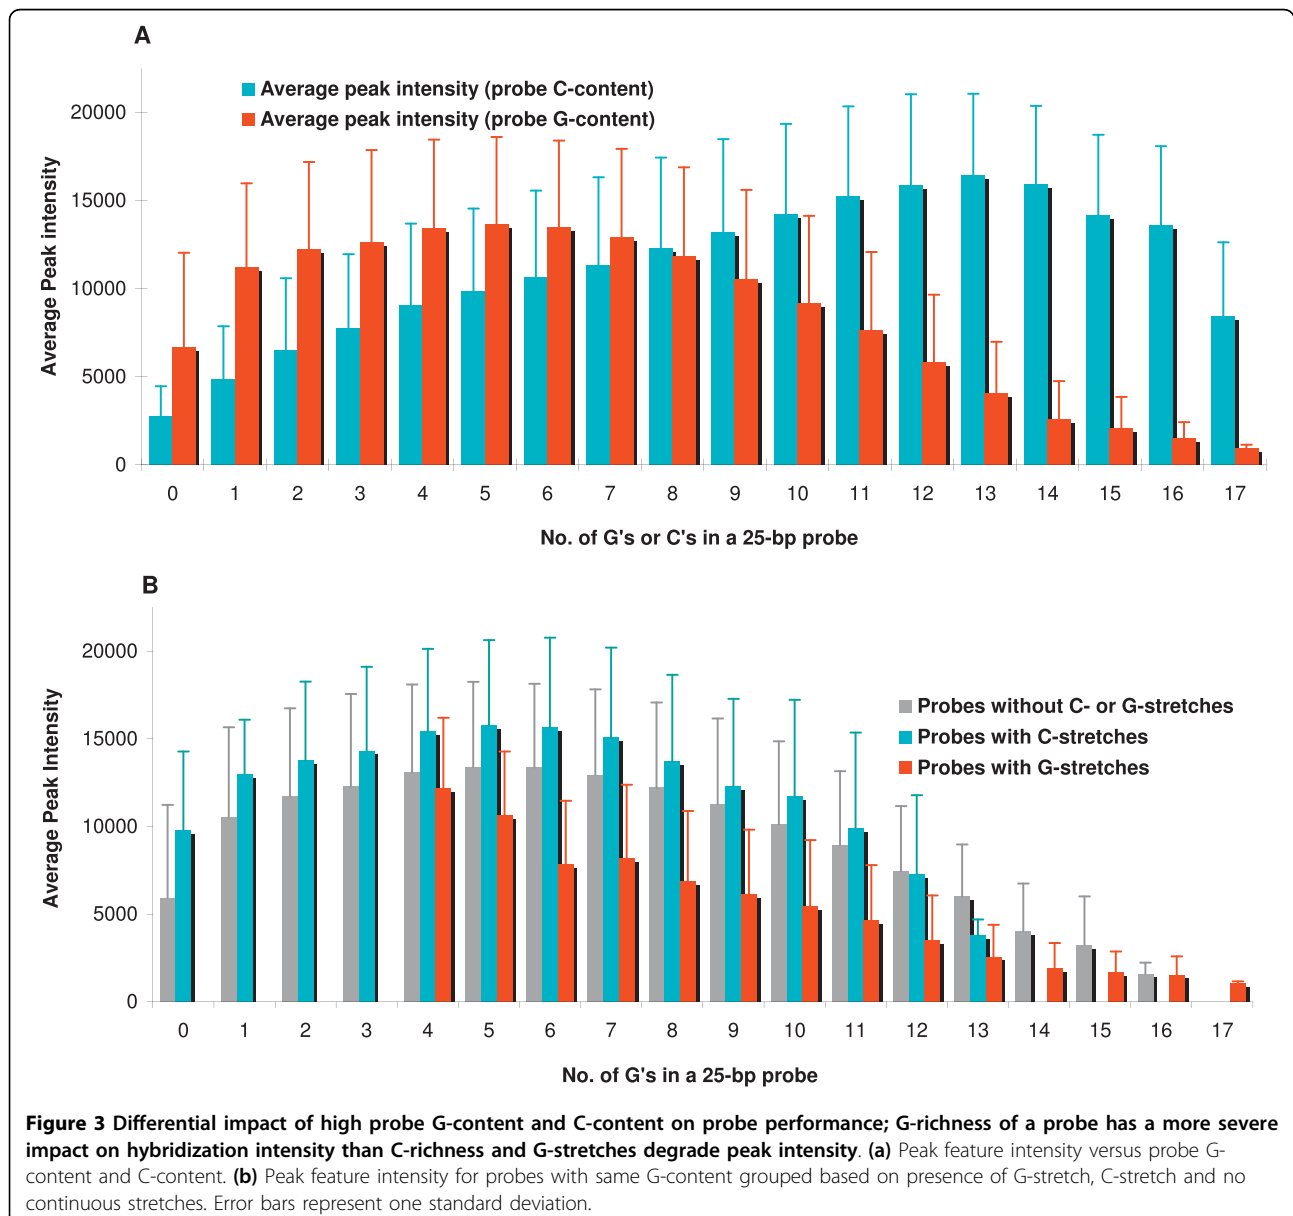 A
Average peak intensity (probe C-content)
Average peak intensity (probe G-content)
Average Peak intensity
20000
15000
10000
5000
0
0 1 2 3 4 5 6 7 8 9 10 11 12 13 14 15 16 17
No. of G's or C's in a 25-bp probe
B
Probes without C- or G-stretches
Probes with C-stretches
Probes with G-stretches
Average Peak Intensity
20000
15000
10000
5000
0
0 1 2 3 4 5 6 7 8 9 10 11 12 13 14 15 16 17
No. of G's in a 25-bp probe
Figure 3 Differential impact of high probe G-content and C-content on probe performance; G-richness of a probe has a more severe
impact on hybridization intensity than C-richness and G-stretches degrade peak intensity. (a) Peak feature intensity versus probe G-
content and C-content. (b) Peak feature intensity for probes with same G-content grouped based on presence of G-stretch, C-stretch and no
continuous stretches. Error bars represent one standard deviation.